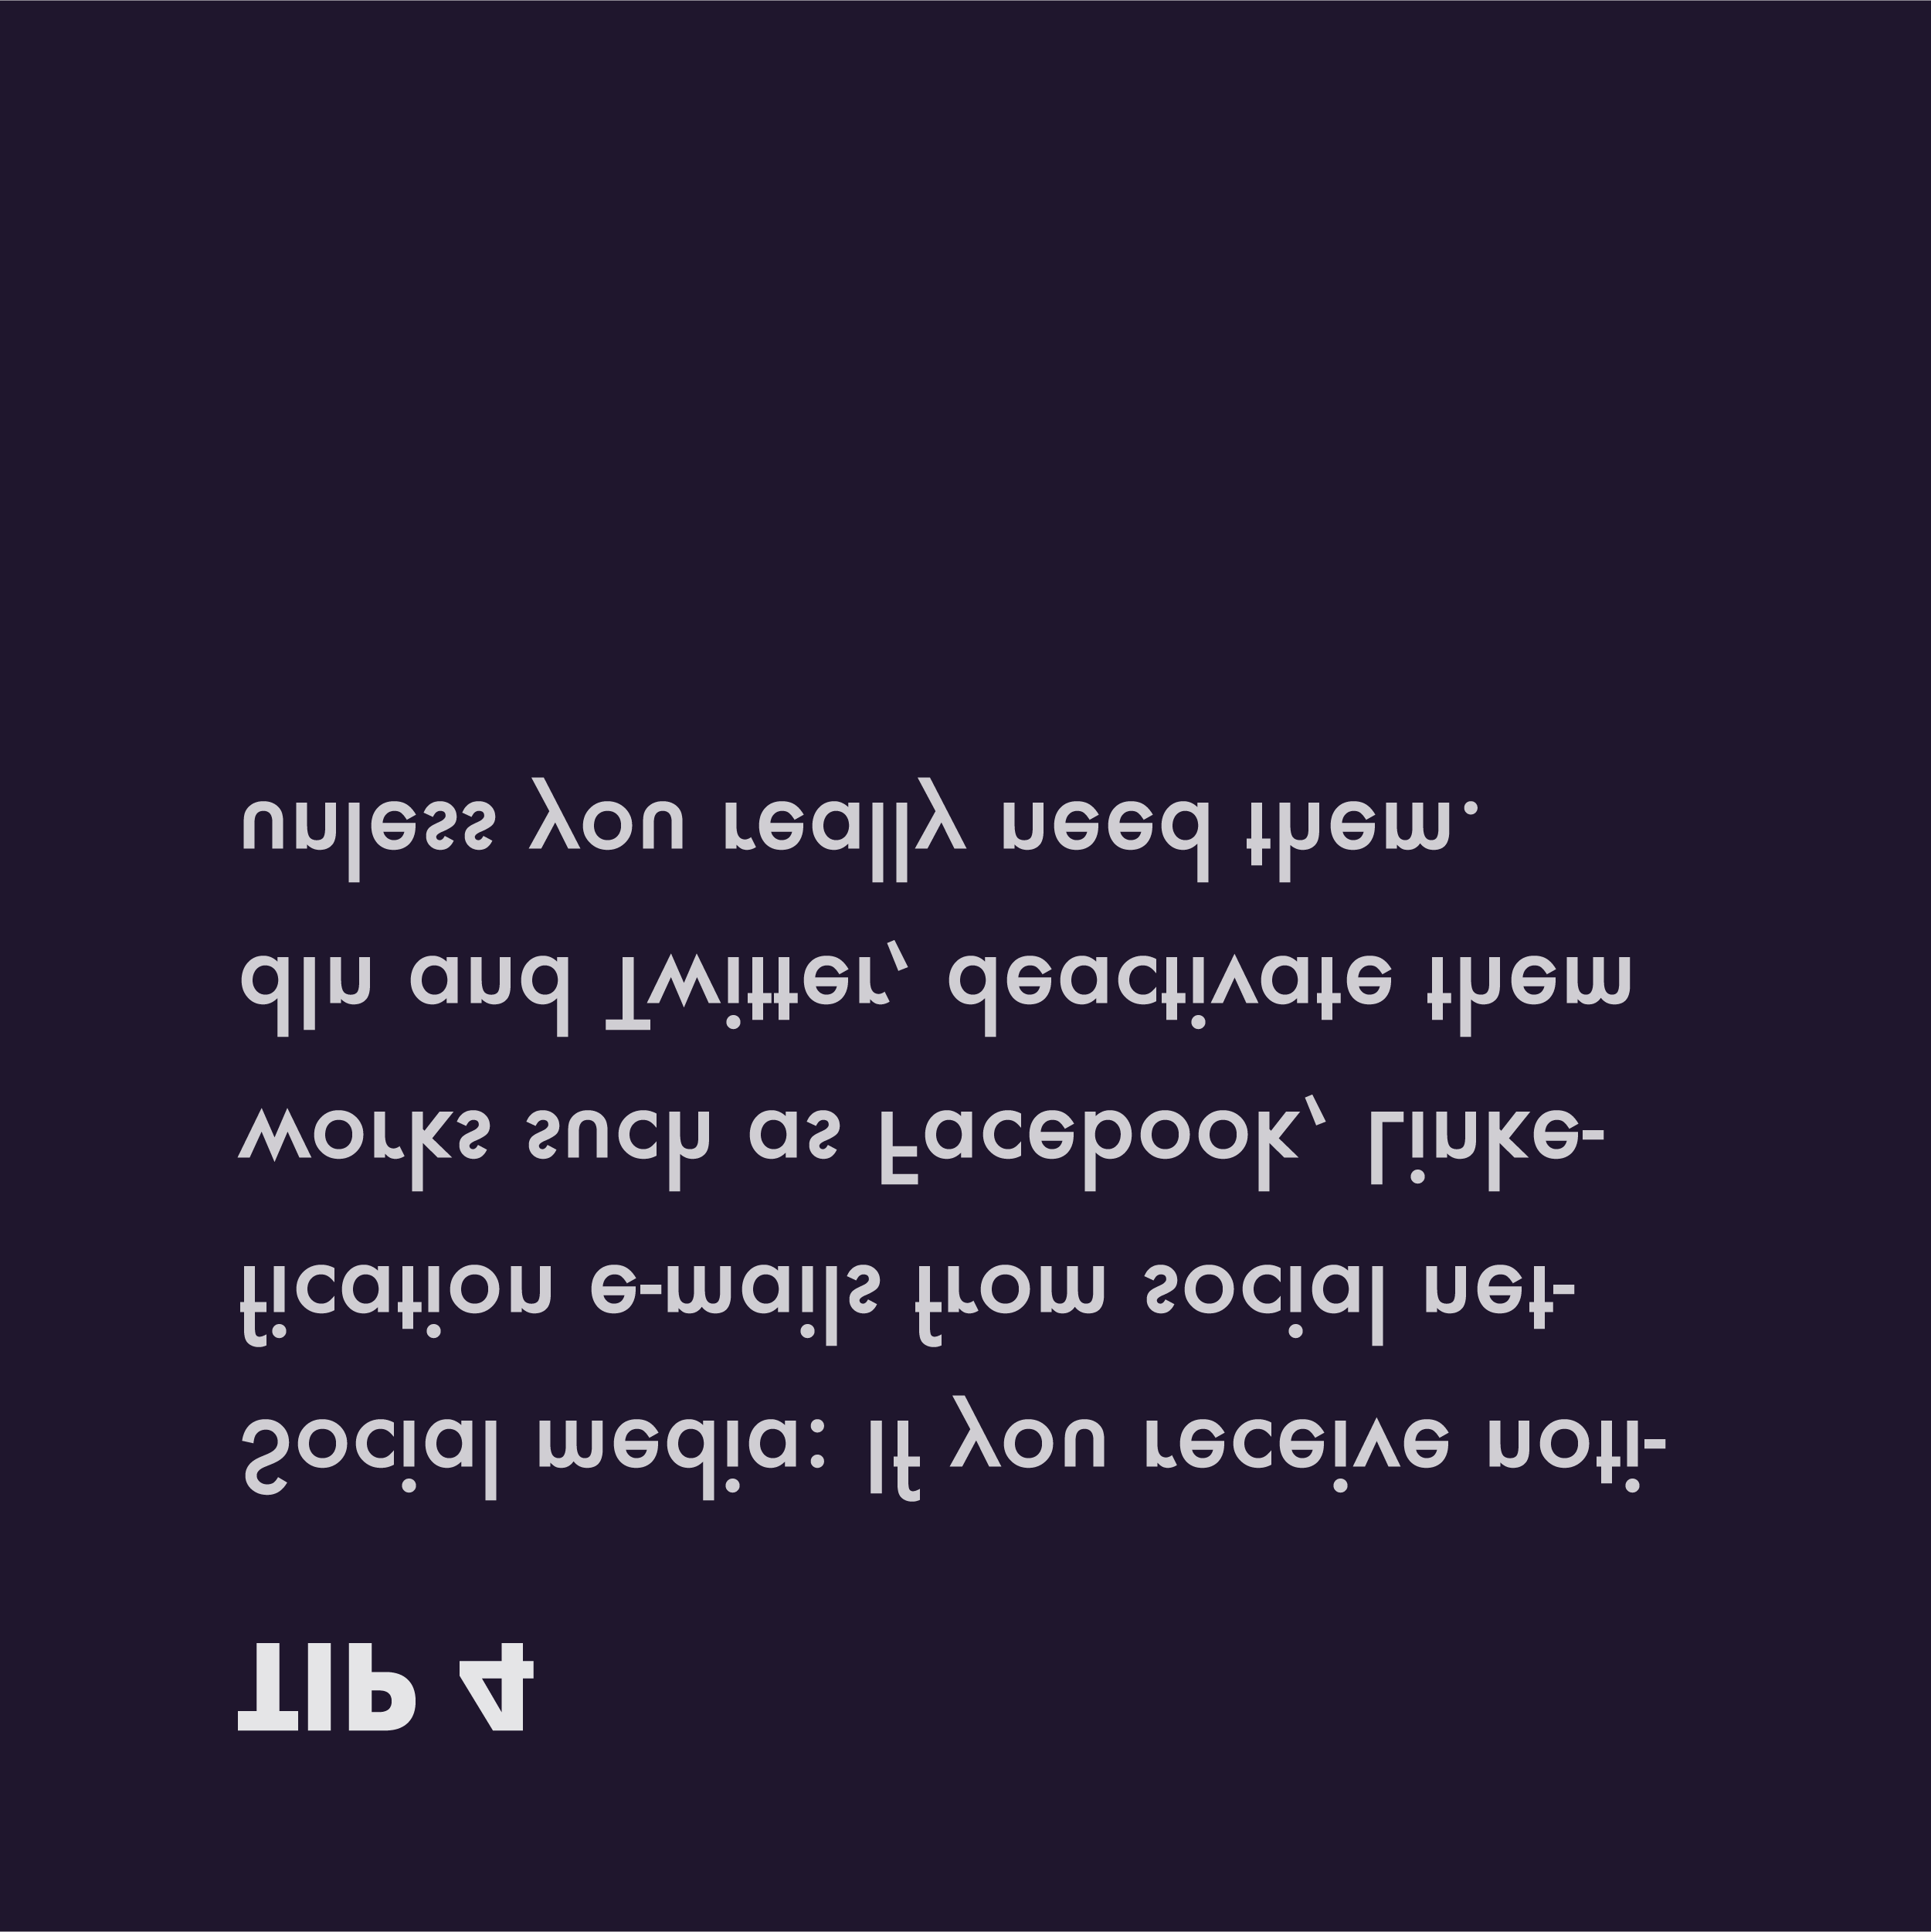 TIP 4
Social media: If you receive noti-
fication e-mails from social net-
works such as Facebook, Linke-
dIn and Twitter, deactivate them
unless you really need them.